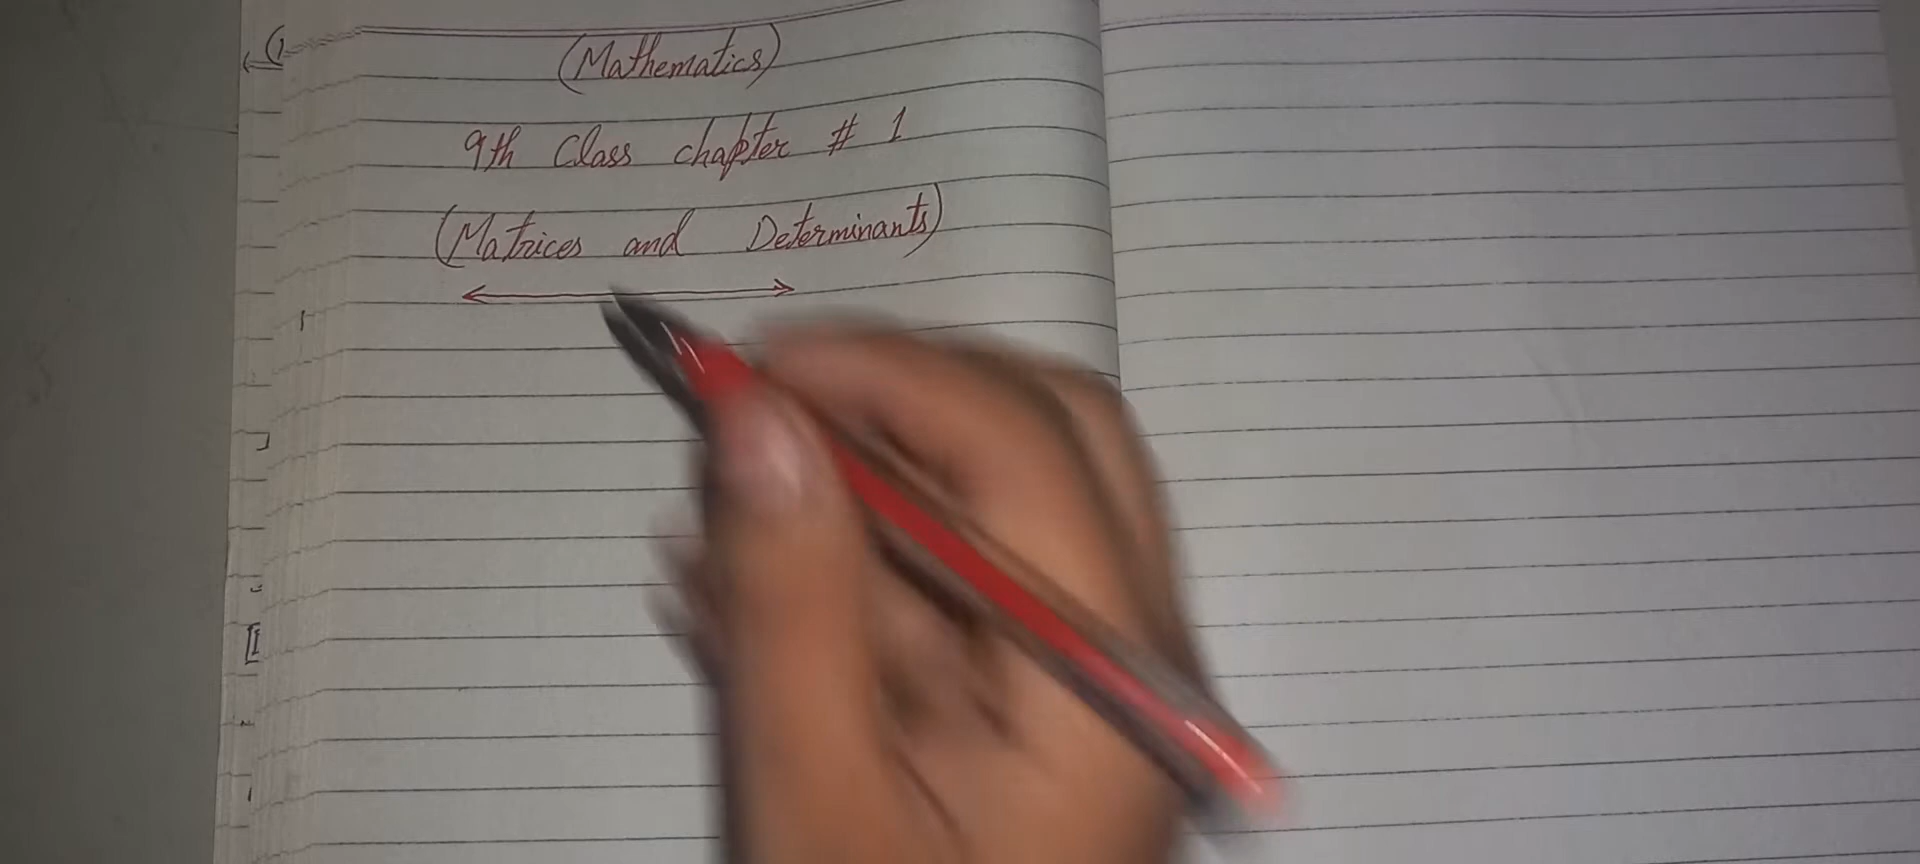 (Mathematics)
9th Class chapter # 1
(Matrices and Determinants)